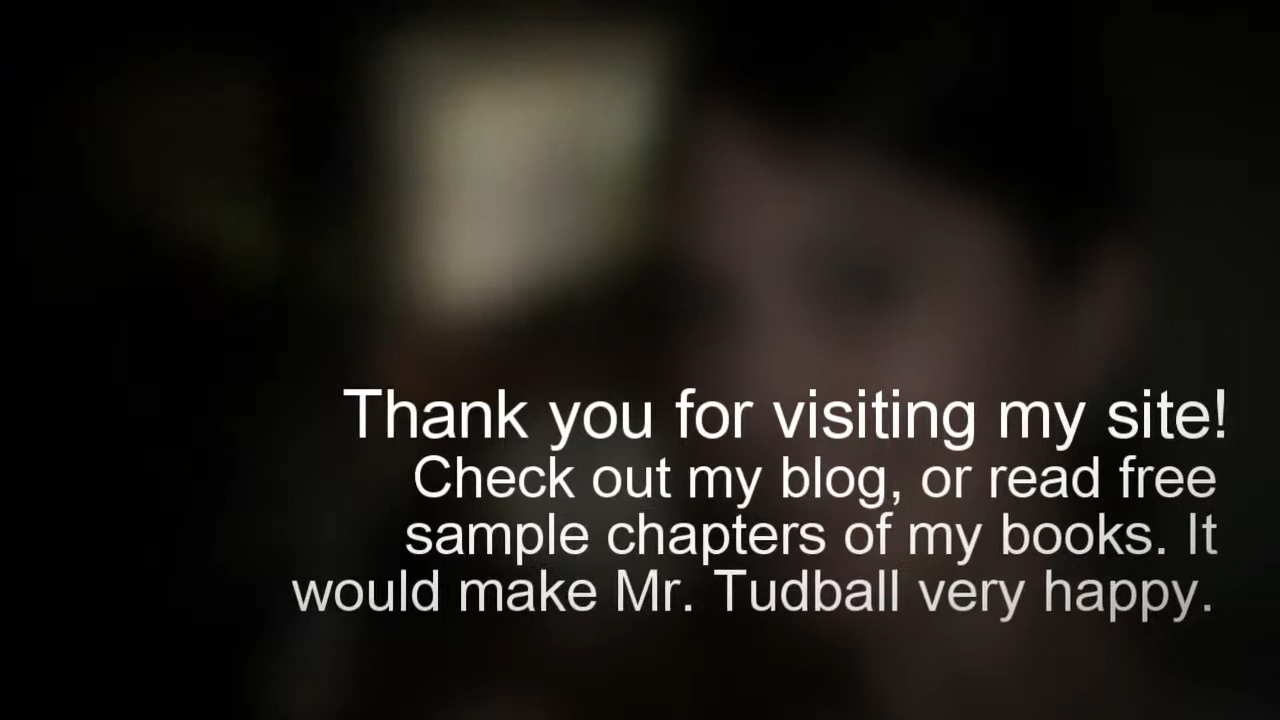 Thank you for visiting my site!
Check out my blog, or read free
sample chapters of my books. It
would make Mr. Tudball very happy.